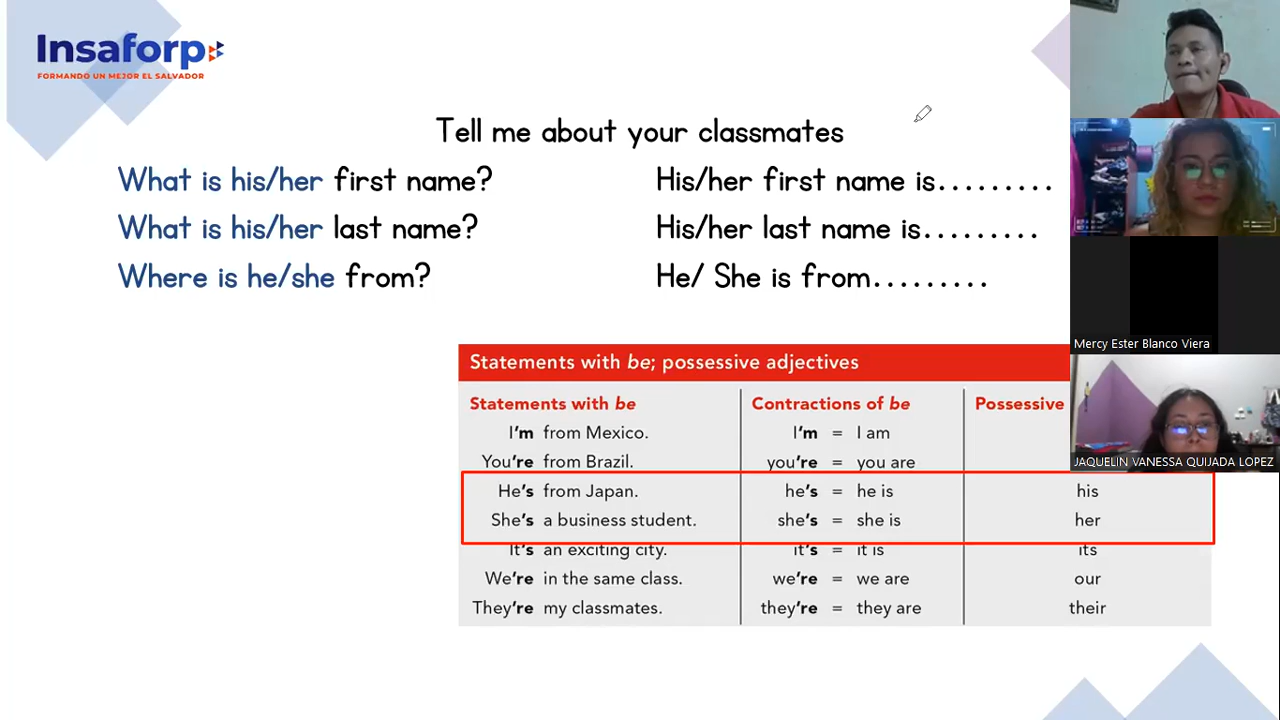 Insaforp
FORMANDO UN MEJOR EL SALVADOR
Tell me about your classmates
What is his/her first name? His/her first name is.........
What is his/her last name? His/her last name is.........
Where is he/she from? He/ She is from.........
Mercy Ester Blanco Viera
JAQUELIN VANESSA QUIJADA LOPEZ
Statements with be; possessive adjectives
Statements with be Contractions of be Possessive
I'm from Mexico. I'm = I am
You're from Brazil. you're = you are
He's from Japan. he's = he is his
She's a business student. she's = she is her
It's an exciting city. it's = it is its
We're in the same class. we're = we are our
They're my classmates. they're = they are their